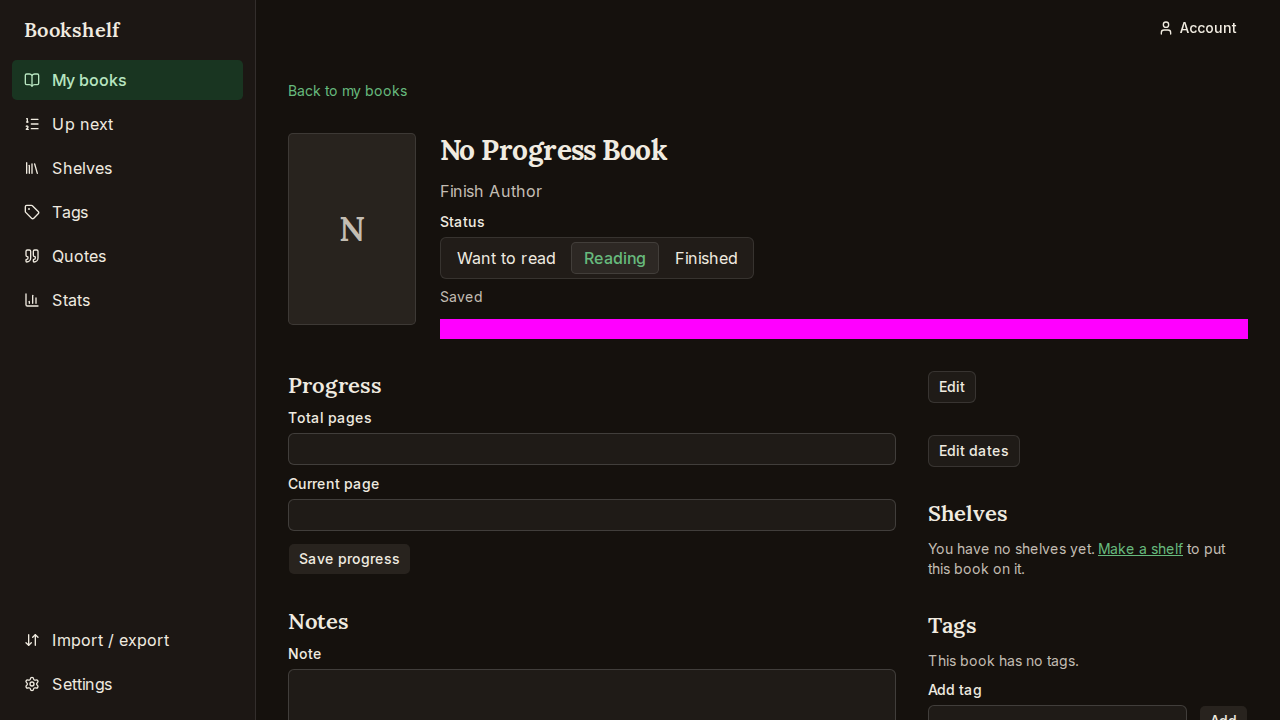 Bookshelf
My books
Up next
Shelves
Tags
Quotes
Stats
Import / export
Settings
Account
Back to my books
N
No Progress Book
Finish Author
Status
Want to read
Reading
Finished
Saved
Progress
Total pages
Current page
Save progress
Notes
Note
Edit
Edit dates
Shelves
You have no shelves yet. Make a shelf to put
this book on it.
Tags
This book has no tags.
Add tag
Add